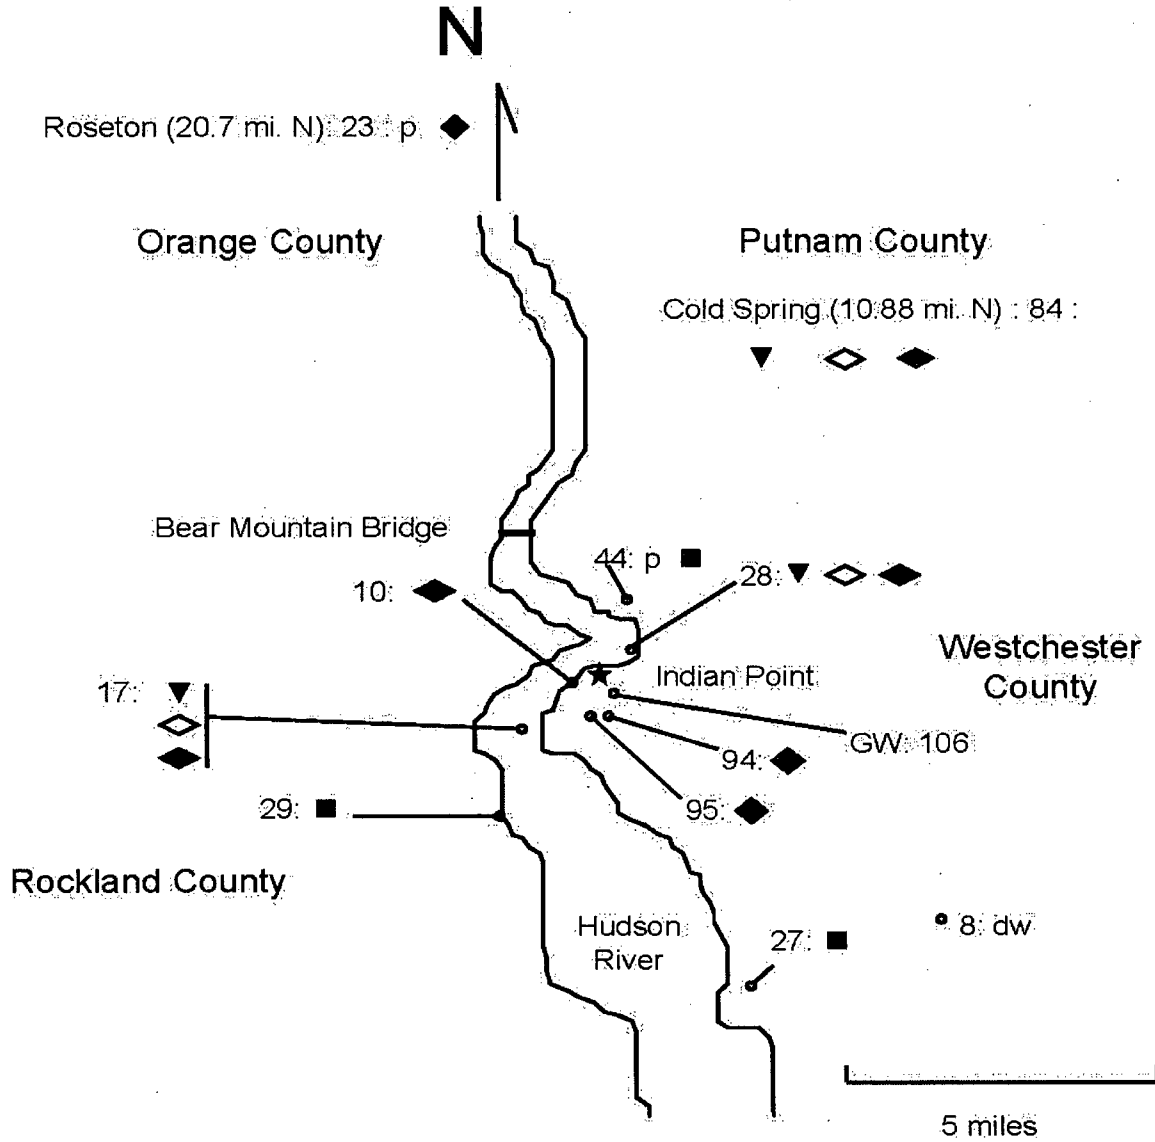 N
Roseton (20.7 mi. N): 23 : p
Orange County
Putnam County
Cold Spring (10.88 mi. N) : 84 :
Bear Mountain Bridge
44: p
28:
10:
Westchester
County
Indian Point
17:
GW: 106
94:
95:
29:
Rockland County
Hudson
River
27:
8: dw
5 miles